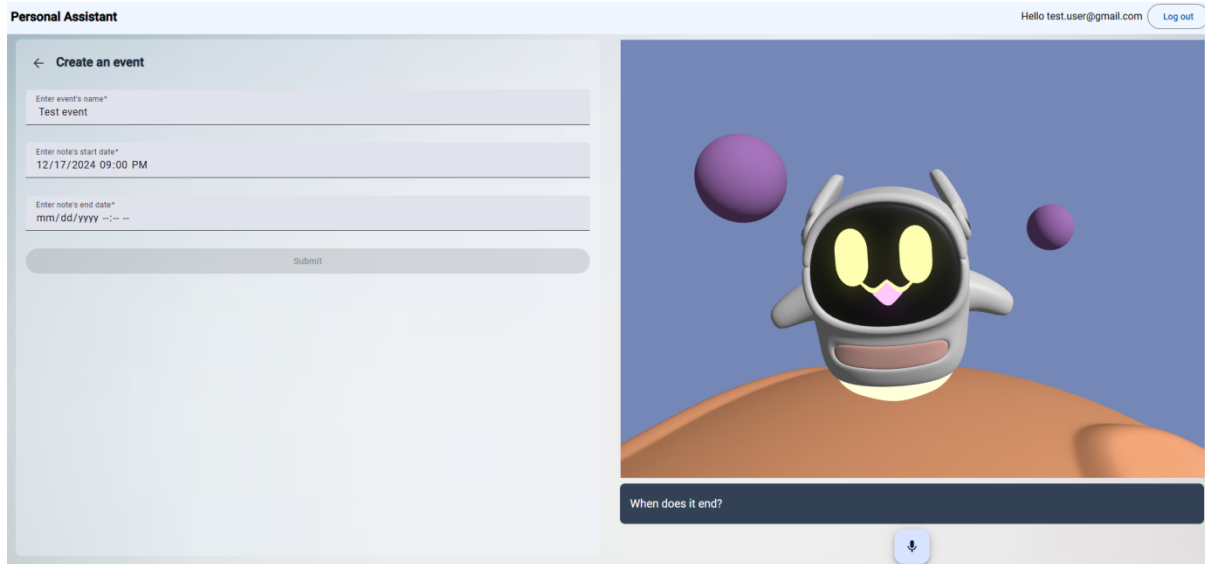 Personal Assistant
Hello test.user@gmail.com
Log out
Create an event
Enter event's name*
Test event
Enter note's start date*
12/17/2024 09:00 PM
Enter note's end date*
mm/dd/yyyy --:-- --
Submit
When does it end?